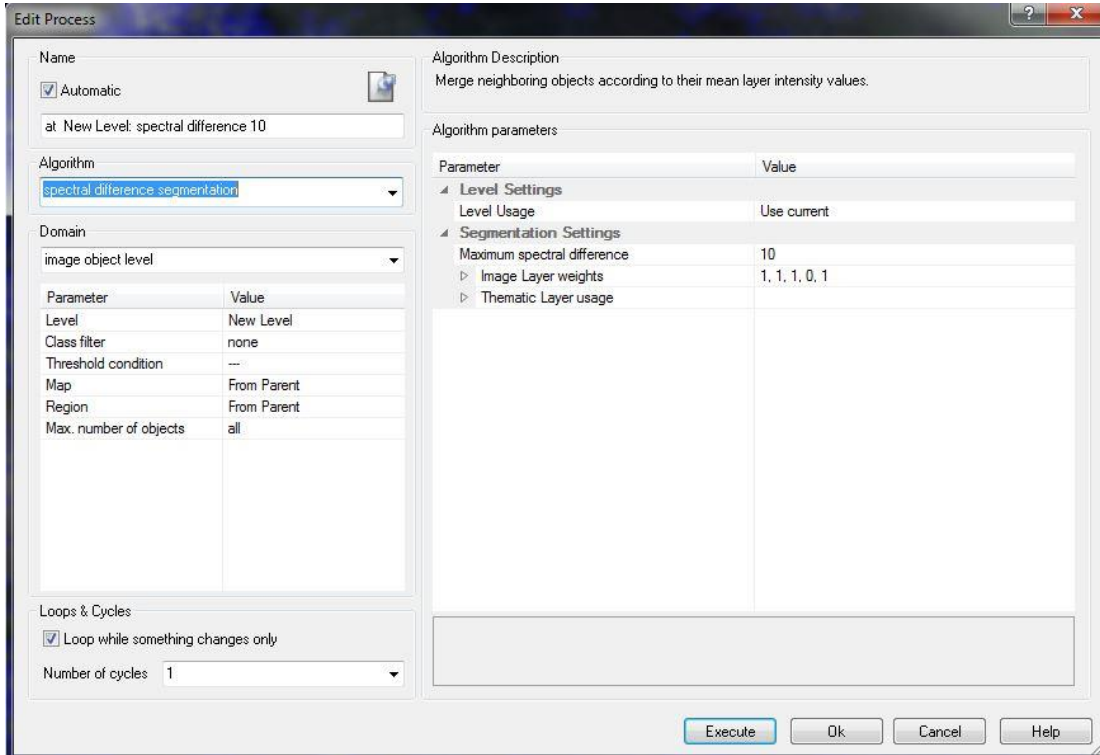 Edit Process
Name
Automatic
at New Level: spectral difference 10
Algorithm
spectral difference segmentation
Domain
image object level
Parameter Value
Level New Level
Class filter none
Threshold condition ---
Map From Parent
Region From Parent
Max. number of objects all
Loops & Cycles
Loop while something changes only
Number of cycles 1
Algorithm Description
Merge neighboring objects according to their mean layer intensity values.
Algorithm parameters
Parameter Value
Level Settings
Level Usage Use current
Segmentation Settings
Maximum spectral difference 10
Image Layer weights 1, 1, 1, 0, 1
Thematic Layer usage
Execute Ok Cancel Help